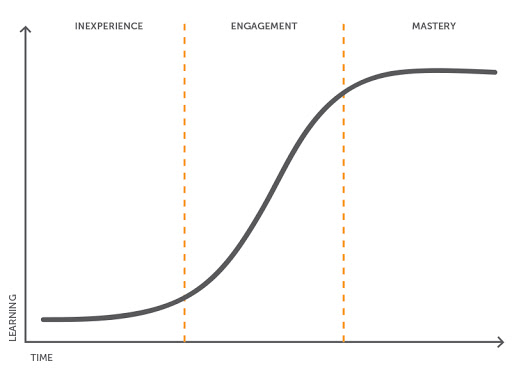 INEXPERIENCE
ENGAGEMENT
MASTERY
LEARNING
TIME